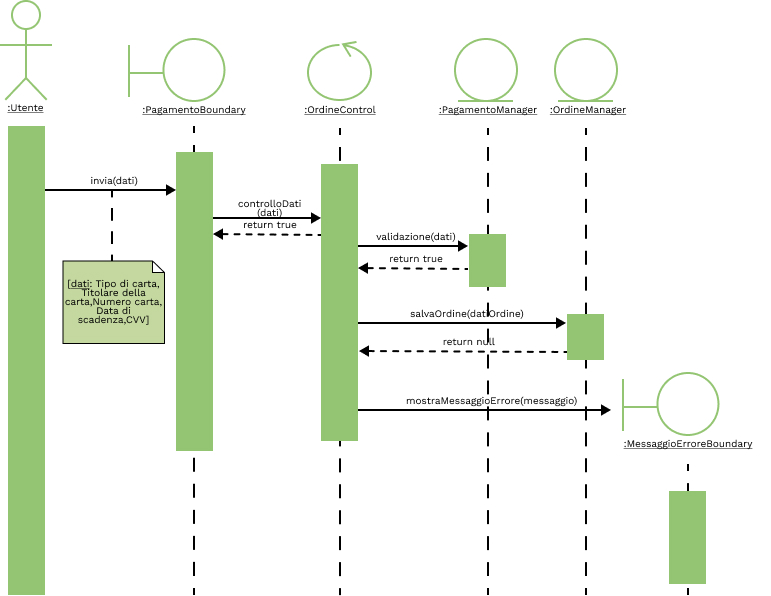 :Utente
:PagamentoBoundary
:OrdineControl
:PagamentoManager
:OrdineManager
invia(dati)
controlloDati
(dati)
return true
validazione(dati)
return true
[dati: Tipo di carta,
Titolare della
carta,Numero carta,
Data di
scadenza,CVV]
salvaOrdine(datiOrdine)
return null
mostraMessaggioErrore(messaggio)
:MessaggioErroreBoundary